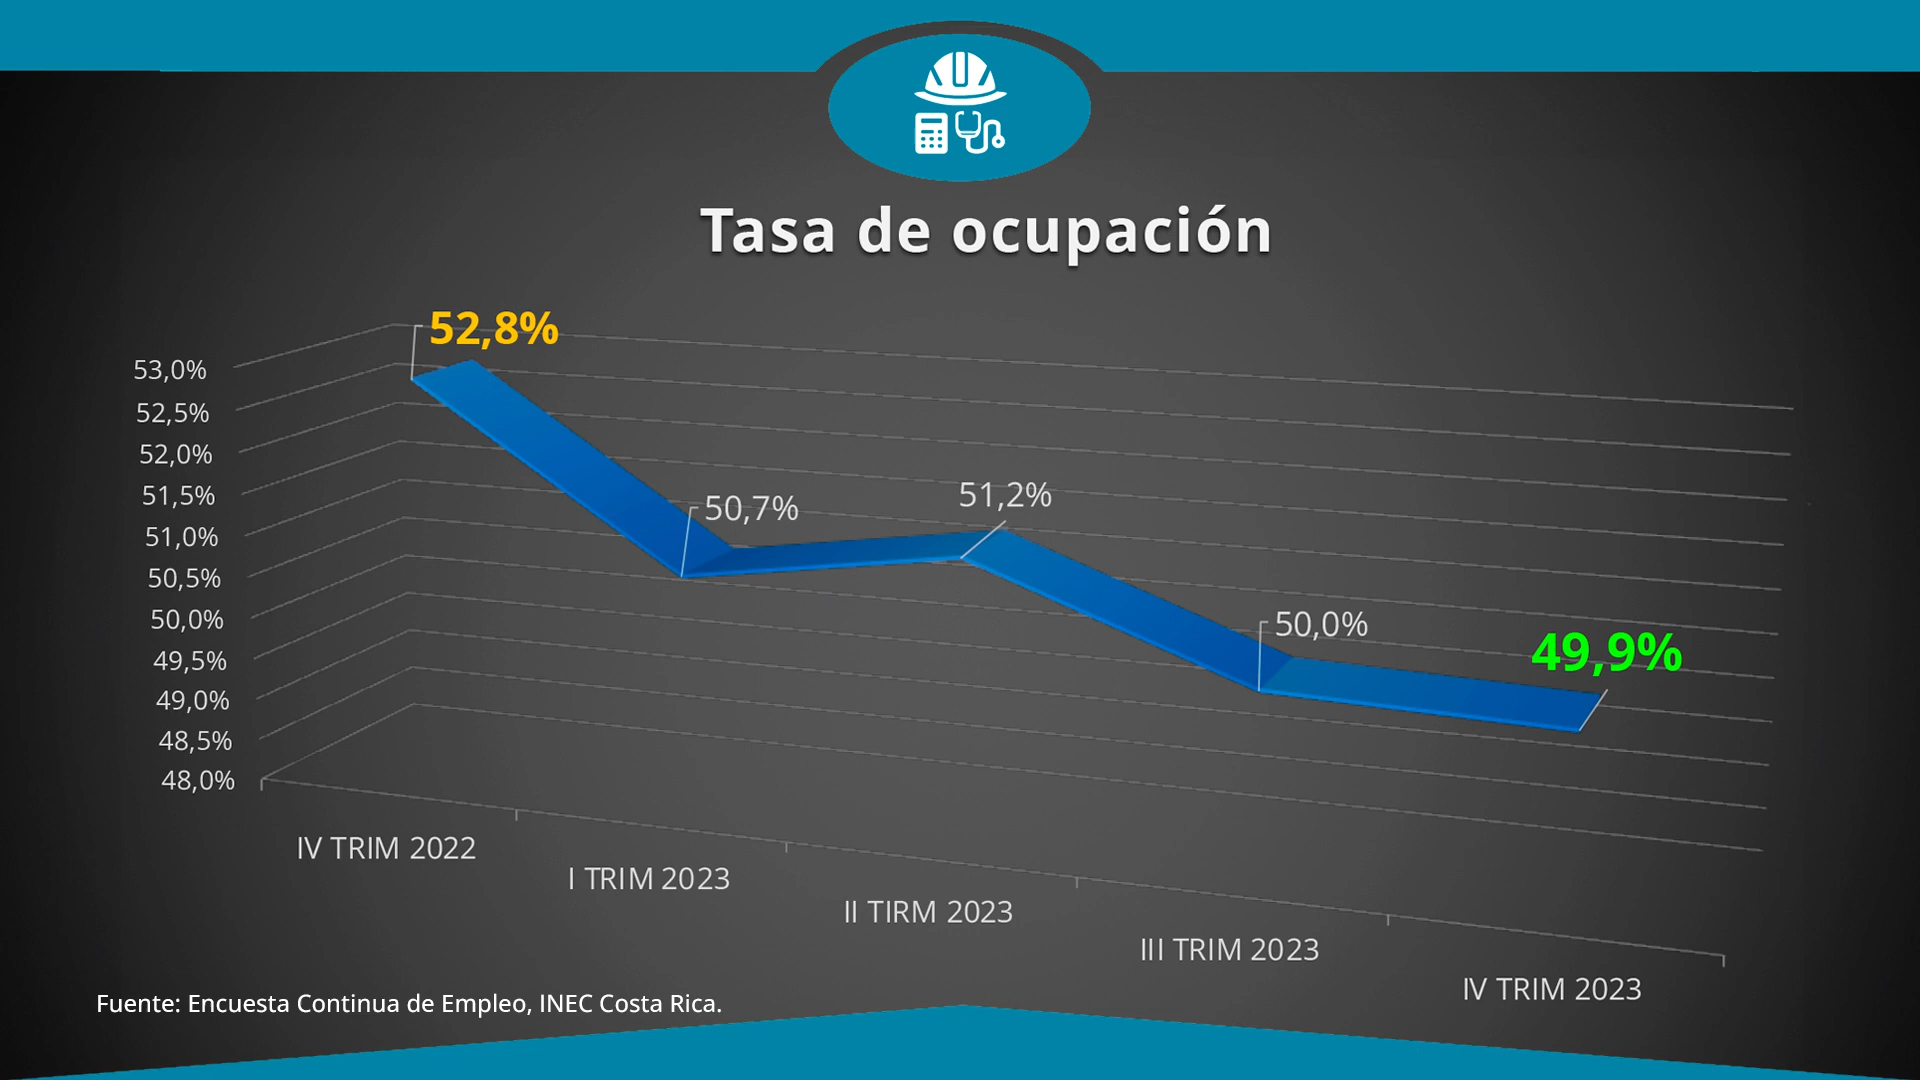 Tasa de ocupación
52,8%
53,0%
52,5%
52,0%
51,5%
51,0%
50,5%
50,0%
49,5%
49,0%
48,5%
48,0%
50,7%
51,2%
50,0%
49,9%
IV TRIM 2022
I TRIM 2023
II TIRM 2023
III TRIM 2023
IV TRIM 2023
Fuente: Encuesta Continua de Empleo, INEC Costa Rica.